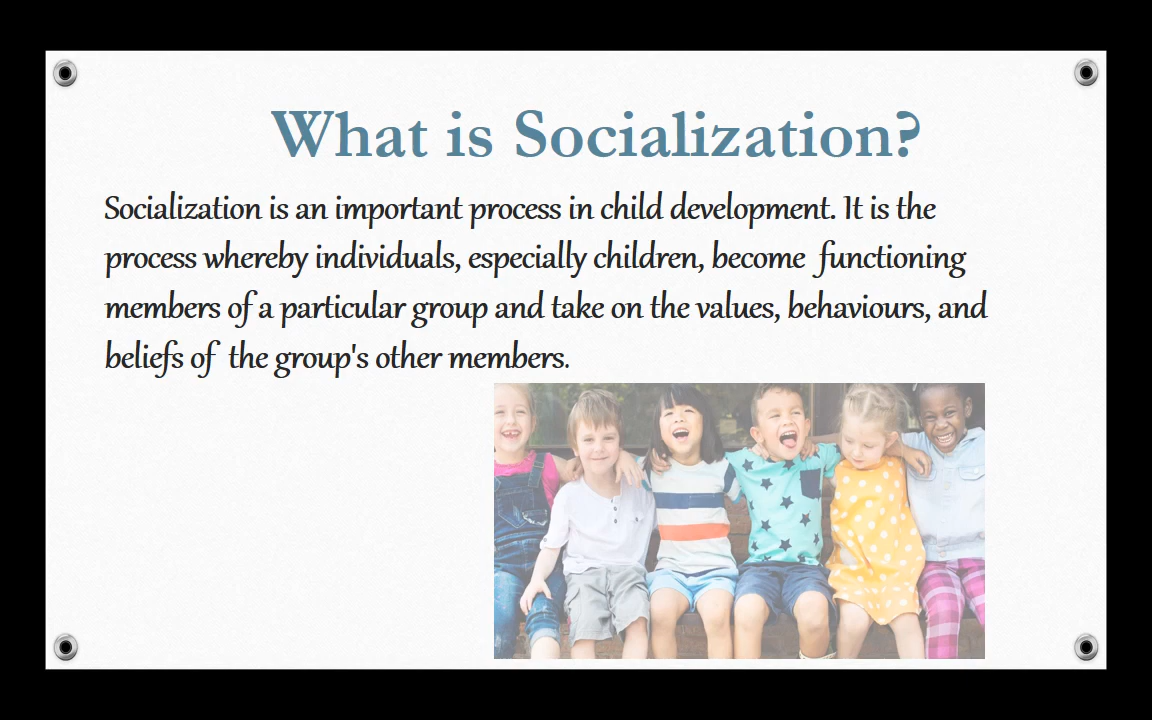 What is Socialization?
Socialization is an important process in child development. It is the
process whereby individuals, especially children, become functioning
members of a particular group and take on the values, behaviours, and
beliefs of the group's other members.